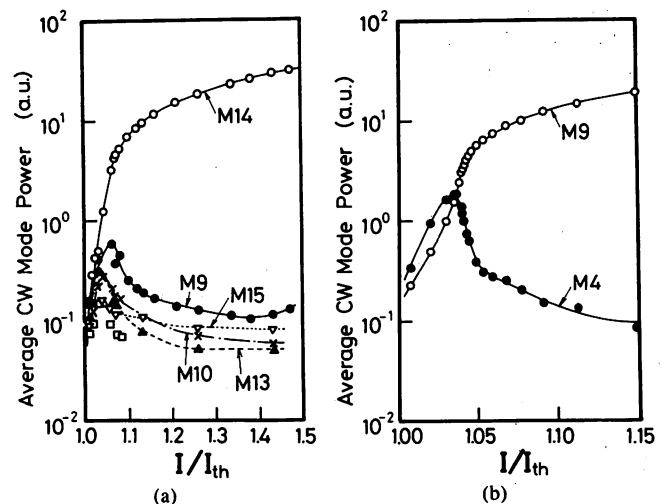 Average CW Mode Power (a.u.)
10²
10¹
10⁰
10⁻¹
10⁻²
M14
M9
M15
M10
M13
1.0 1.1 1.2 1.3 1.4 1.5
I/Ith
(a)
Average CW Mode Power (a.u.)
10²
10¹
10⁰
10⁻¹
10⁻²
M9
M4
1.00 1.05 1.10 1.15
I/Ith
(b)